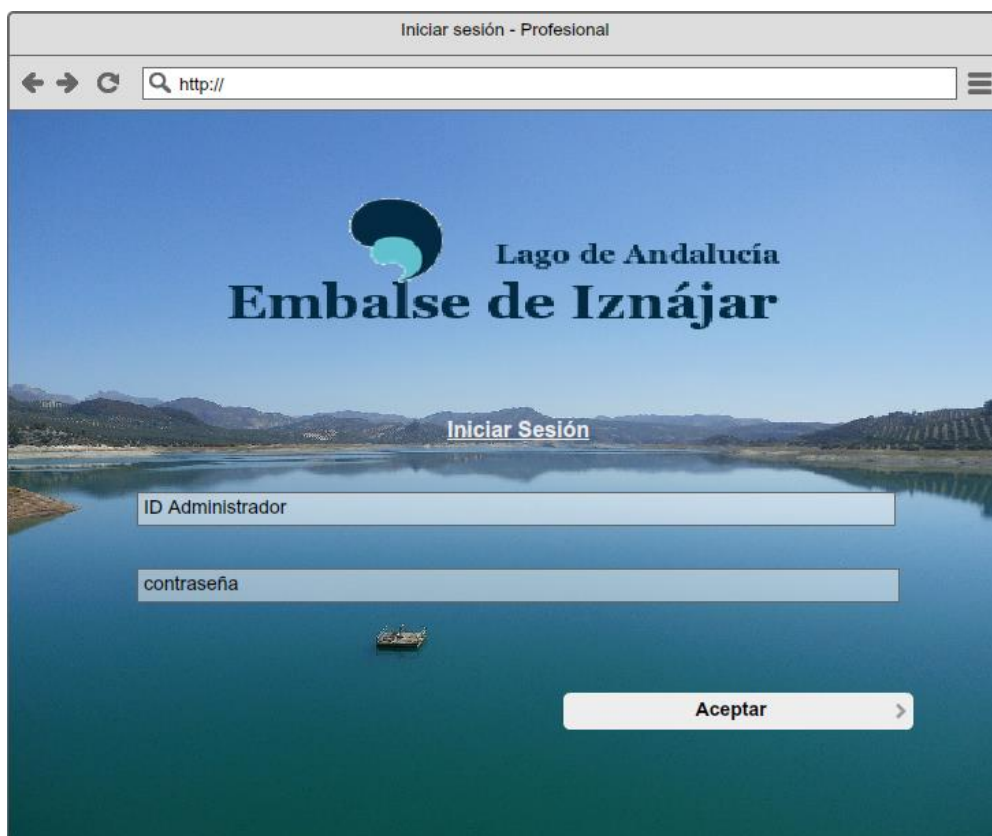 Iniciar sesión - Profesional
http://
Lago de Andalucía
Embalse de Iznájar
Iniciar Sesión
ID Administrador
contraseña
Aceptar